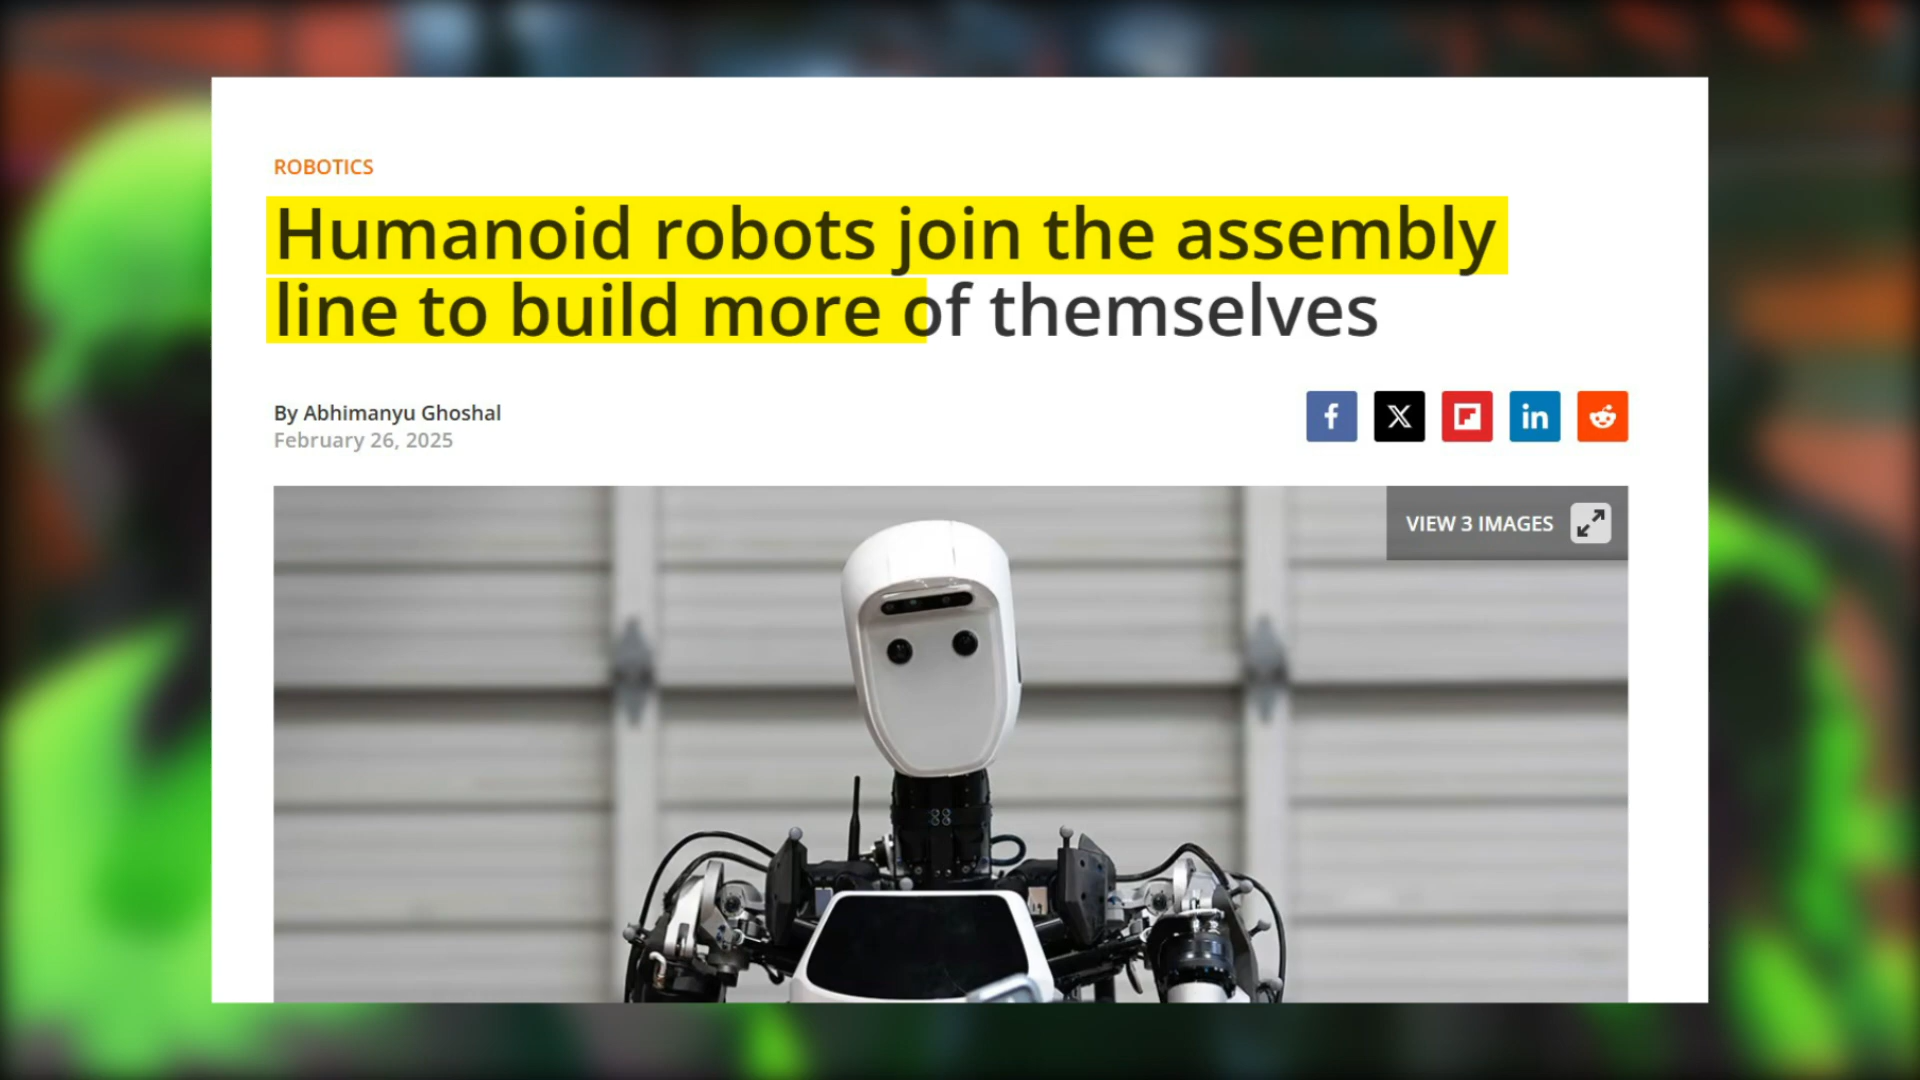 ROBOTICS
Humanoid robots join the assembly
line to build more of themselves
By Abhimanyu Ghoshal
February 26, 2025
VIEW 3 IMAGES